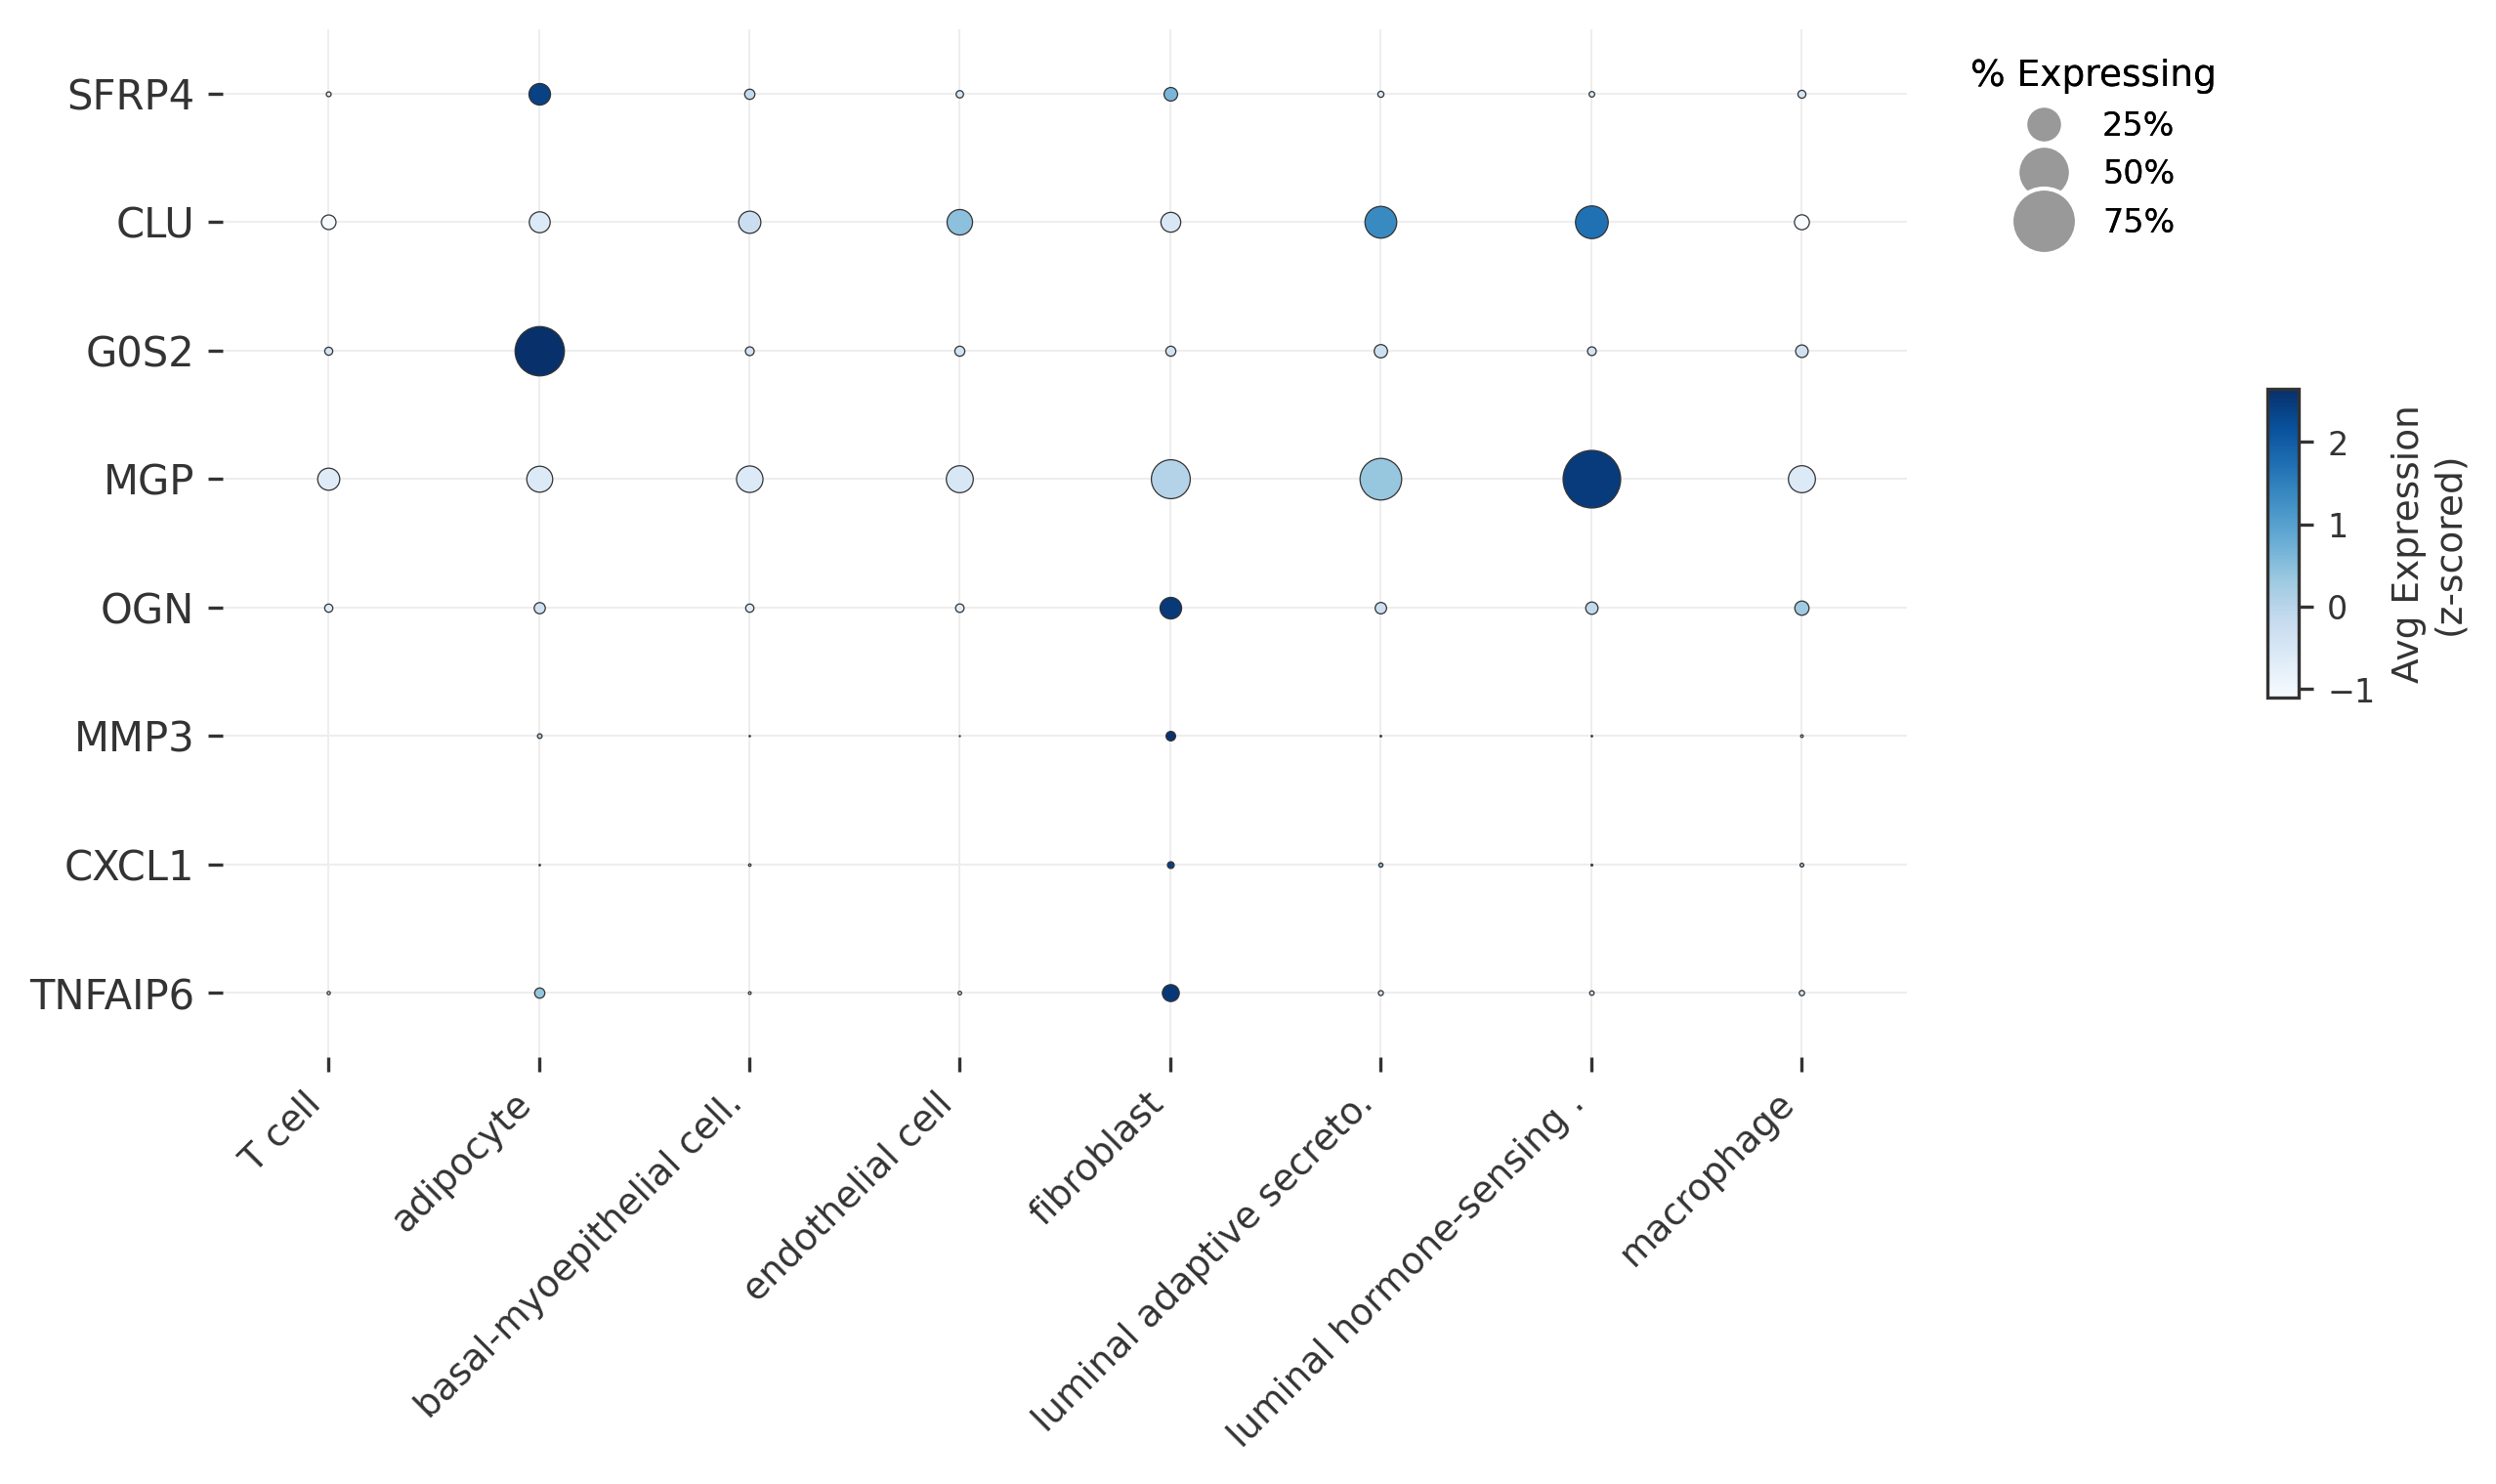 SFRP4
CLU
G0S2
MGP
OGN
MMP3
CXCL1
TNFAIP6
T cell
adipocyte
basal-myoepithelial cell.
endothelial cell
fibroblast
luminal adaptive secreto.
luminal hormone-sensing .
macrophage
% Expressing
25%
50%
75%
2
1
0
−1
Avg Expression
(z-scored)